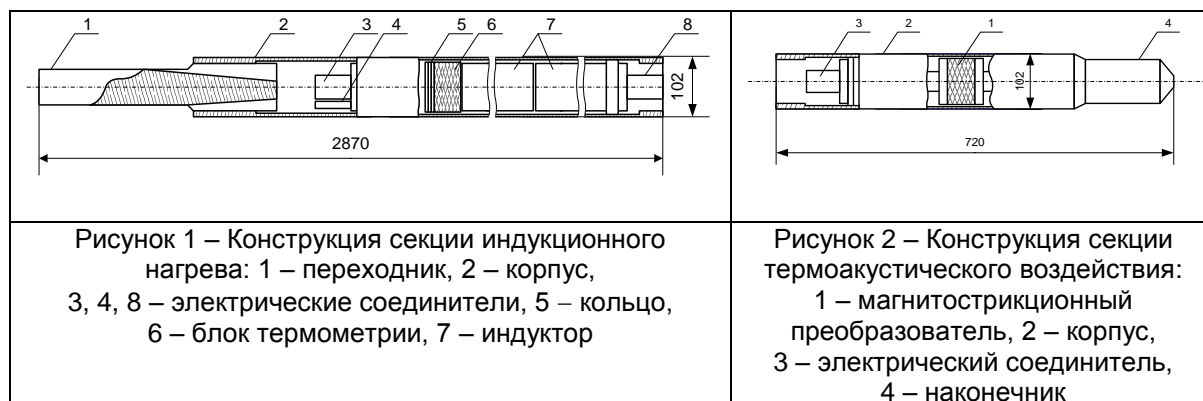 1 2 3 4 5 6 7 8
102
2870
3 2 1 4
102
720
Рисунок 1 – Конструкция секции индукционного
нагрева: 1 – переходник, 2 – корпус,
3, 4, 8 – электрические соединители, 5 – кольцо,
6 – блок термометрии, 7 – индуктор
Рисунок 2 – Конструкция секции
термоакустического воздействия:
1 – магнитострикционный
преобразователь, 2 – корпус,
3 – электрический соединитель,
4 – наконечник